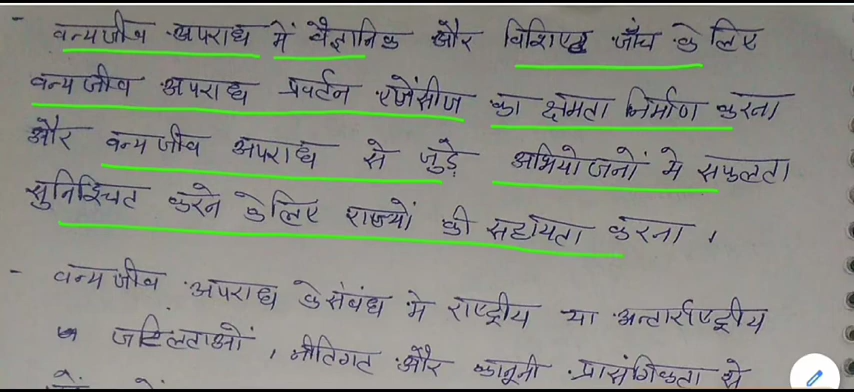 - वन्यजीव अपराध में वैज्ञानिक और विशिष्ट जाँच के लिए
वन्यजीव अपराध प्रवर्टन एजेंसीज का क्षमता निर्माण करना
और वन्यजीव अपराध से जुड़े अभियोजनों मे सफलता
सुनिश्चित करने के लिए राज्यों की सहायता करना ।
- वन्यजीव अपराध के संबंध मे राष्ट्रीय या अन्तर्राष्ट्रीय
जटिलताओं, नीतिगत और कानूनी प्रासंगिकता से